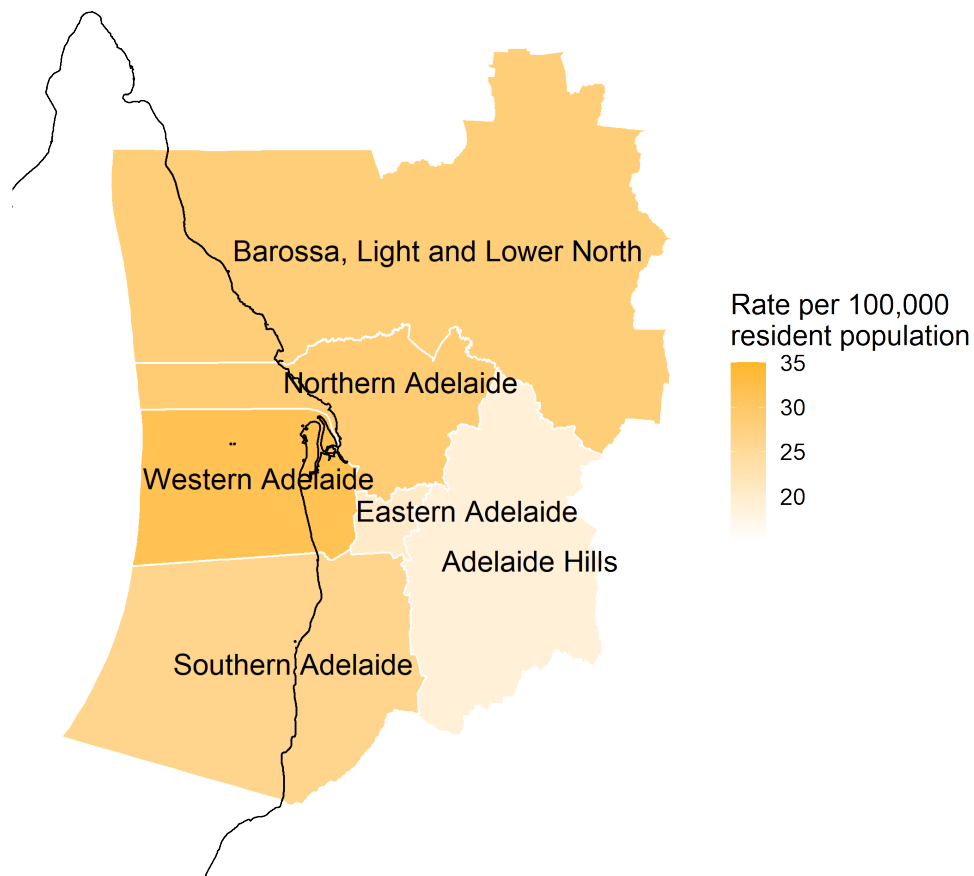 Barossa, Light and Lower North
Rate per 100,000
resident population
35
30
25
20
Northern Adelaide
Western Adelaide
Eastern Adelaide
Adelaide Hills
Southern Adelaide